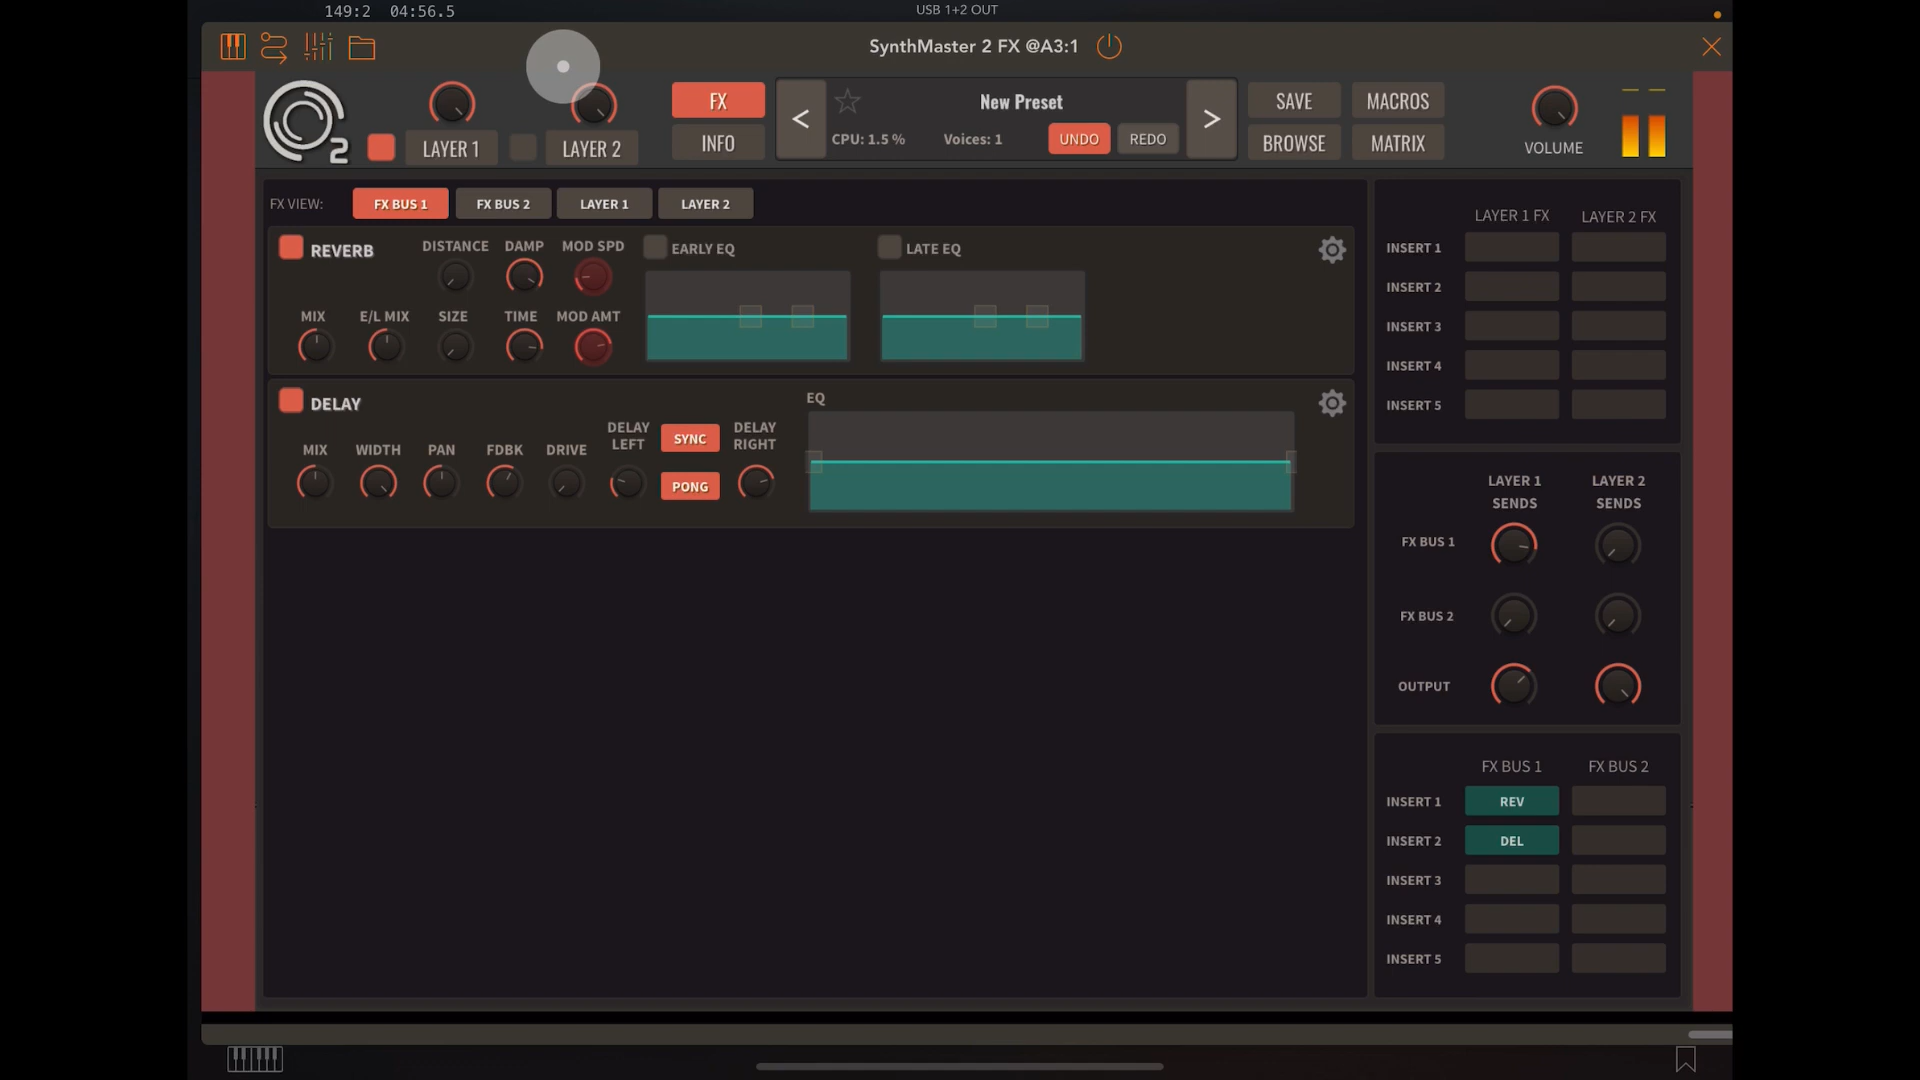 149:2 04:56.5
USB 1+2 OUT
SynthMaster 2 FX @A3:1
2
LAYER 1
LAYER 2
FX
INFO
<
New Preset
CPU: 1.5 %
Voices: 1
UNDO
REDO
>
SAVE
BROWSE
MACROS
MATRIX
VOLUME
FX VIEW:
FX BUS 1
FX BUS 2
LAYER 1
LAYER 2
REVERB
DISTANCE
DAMP
MOD SPD
EARLY EQ
LATE EQ
MIX
E/L MIX
SIZE
TIME
MOD AMT
DELAY
MIX
WIDTH
PAN
FDBK
DRIVE
DELAY
LEFT
SYNC
PONG
DELAY
RIGHT
EQ
LAYER 1 FX
LAYER 2 FX
INSERT 1
INSERT 2
INSERT 3
INSERT 4
INSERT 5
LAYER 1
SENDS
LAYER 2
SENDS
FX BUS 1
FX BUS 2
OUTPUT
FX BUS 1
FX BUS 2
INSERT 1
REV
INSERT 2
DEL
INSERT 3
INSERT 4
INSERT 5